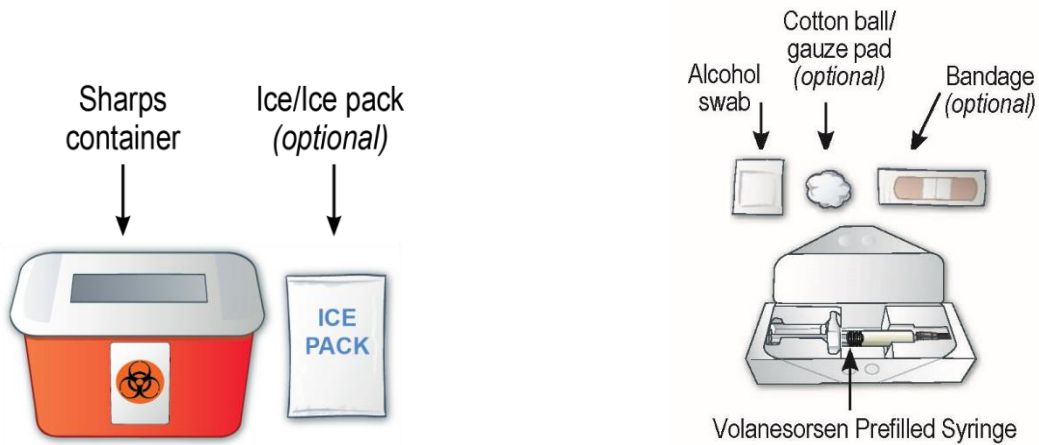 Sharps
container
Ice/Ice pack
(optional)
ICE
PACK
Cotton ball/
gauze pad
(optional)
Alcohol
swab
Bandage
(optional)
Volanesorsen Prefilled Syringe